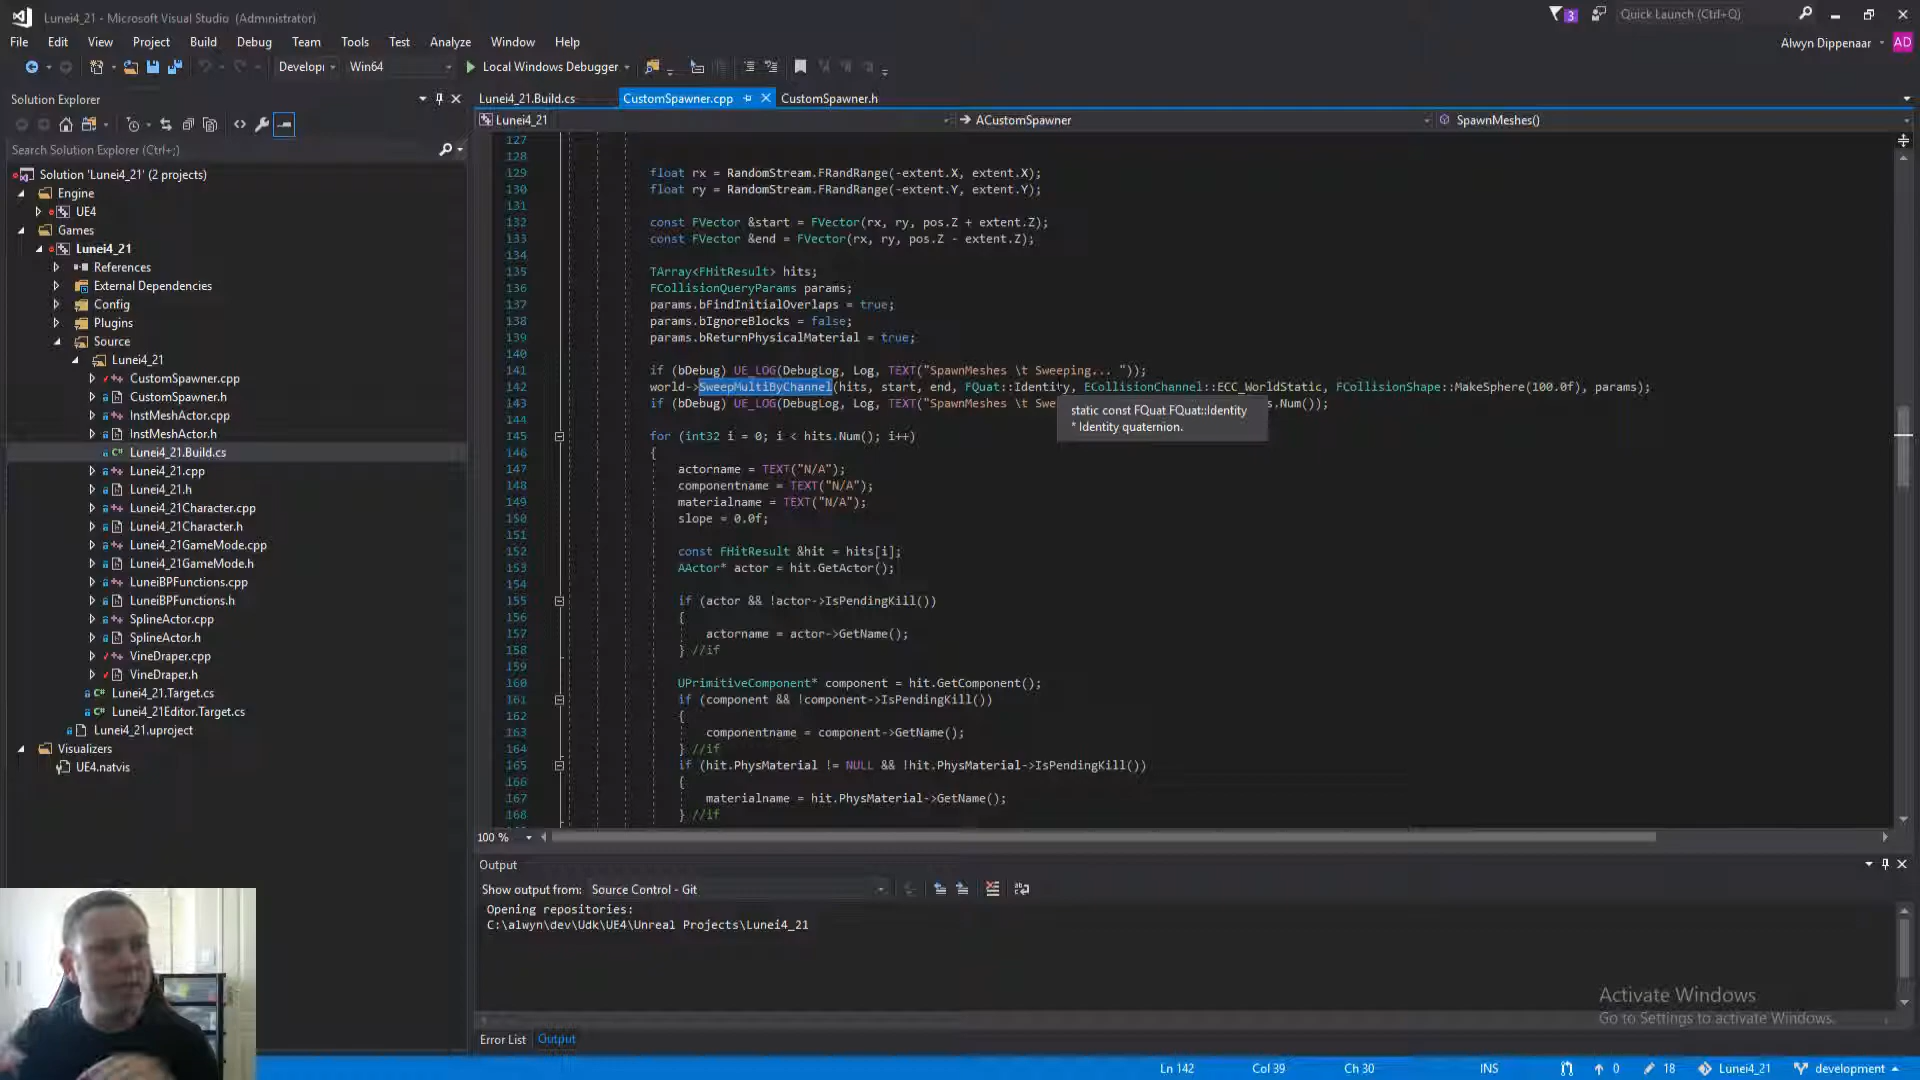 Lunei4_21 - Microsoft Visual Studio (Administrator)
3
Quick Launch (Ctrl+Q)
File Edit View Project Build Debug Team Tools Test Analyze Window Help
Alwyn Dippenaar AD
Developi Win64 Local Windows Debugger
Solution Explorer
Search Solution Explorer (Ctrl+;)
Solution 'Lunei4_21' (2 projects)
Engine
UE4
Games
Lunei4_21
References
External Dependencies
Config
Plugins
Source
Lunei4_21
CustomSpawner.cpp
CustomSpawner.h
InstMeshActor.cpp
InstMeshActor.h
Lunei4_21.Build.cs
Lunei4_21.cpp
Lunei4_21.h
Lunei4_21Character.cpp
Lunei4_21Character.h
Lunei4_21GameMode.cpp
Lunei4_21GameMode.h
LuneiBPFunctions.cpp
LuneiBPFunctions.h
SplineActor.cpp
SplineActor.h
VineDraper.cpp
VineDraper.h
Lunei4_21.Target.cs
Lunei4_21Editor.Target.cs
Lunei4_21.uproject
Visualizers
UE4.natvis
Lunei4_21.Build.cs CustomSpawner.cpp CustomSpawner.h
Lunei4_21 ACustomSpawner SpawnMeshes()
127
128
129 float rx = RandomStream.FRandRange(-extent.X, extent.X);
130 float ry = RandomStream.FRandRange(-extent.Y, extent.Y);
131
132 const FVector &start = FVector(rx, ry, pos.Z + extent.Z);
133 const FVector &end = FVector(rx, ry, pos.Z - extent.Z);
134
135 TArray<FHitResult> hits;
136 FCollisionQueryParams params;
137 params.bFindInitialOverlaps = true;
138 params.bIgnoreBlocks = false;
139 params.bReturnPhysicalMaterial = true;
140
141 if (bDebug) UE_LOG(DebugLog, Log, TEXT("SpawnMeshes \t Sweeping... "));
142 world->SweepMultiByChannel(hits, start, end, FQuat::Identity, ECollisionChannel::ECC_WorldStatic, FCollisionShape::MakeSphere(100.0f), params);
143 if (bDebug) UE_LOG(DebugLog, Log, TEXT("SpawnMeshes \t Swe s.Num());
static const FQuat FQuat::Identity
* Identity quaternion.
144
145 for (int32 i = 0; i < hits.Num(); i++)
146 {
147 actorname = TEXT("N/A");
148 componentname = TEXT("N/A");
149 materialname = TEXT("N/A");
150 slope = 0.0f;
151
152 const FHitResult &hit = hits[i];
153 AActor* actor = hit.GetActor();
154
155 if (actor && !actor->IsPendingKill())
156 {
157 actorname = actor->GetName();
158 } //if
159
160 UPrimitiveComponent* component = hit.GetComponent();
161 if (component && !component->IsPendingKill())
162 {
163 componentname = component->GetName();
164 } //if
165 if (hit.PhysMaterial != NULL && !hit.PhysMaterial->IsPendingKill())
166 {
167 materialname = hit.PhysMaterial->GetName();
168 } //if
100 %
Output
Show output from: Source Control - Git
Opening repositories:
C:\alwyn\dev\Udk\UE4\Unreal Projects\Lunei4_21
Activate Windows
Go to Settings to activate Windows.
Error List Output
Ln 142 Col 39 Ch 30 INS 0 18 Lunei4_21 development